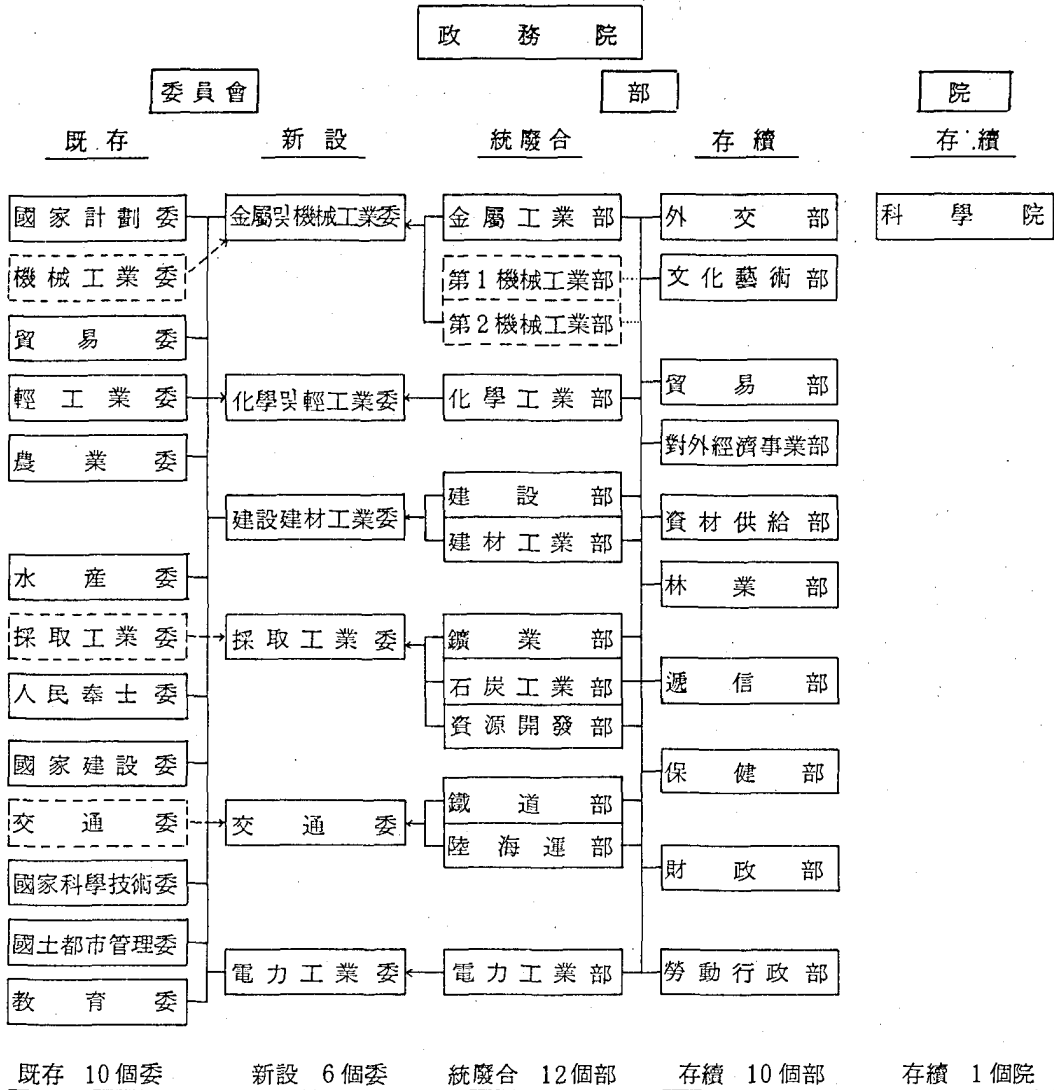 政務院
委員會 部 院
既存 新設 統廢合 存續 存續
國家計劃委 金屬및機械工業委 金屬工業部 外交部 科學院
機械工業委 第1機械工業部 文化藝術部
貿易委 第2機械工業部
輕工業委 化學및輕工業委 化學工業部 貿易部
農業委 對外經濟事業部
建設建材工業委 建設部 資材供給部
建材工業部
水産委 林業部
採取工業委 採取工業委 鑛業部
人民奉士委 石炭工業部 遞信部
資源開發部
國家建設委 保健部
交通委 交通委 鐵道部
陸海運部
國家科學技術委 財政部
國土都市管理委
電力工業委 電力工業部 勞動行政部
教育委
既存 10個委 新設 6個委 統廢合 12個部 存續 10個部 存續 1個院